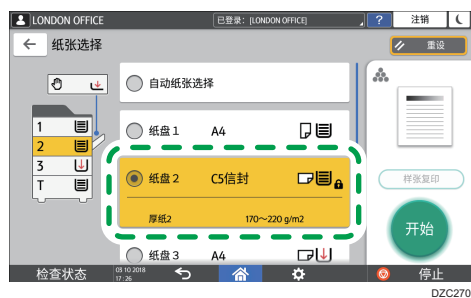 LONDON OFFICE
已登录: [LONDON OFFICE]
?
注销
纸张选择
重设
自动纸张选择
1
纸盘 1
A4
2
纸盘 2
C5信封
厚纸2
170～220 g/m2
3
T
纸盘 3
A4
样张复印
开始
检查状态
05 10 2018
17 : 26
停止
DZC270